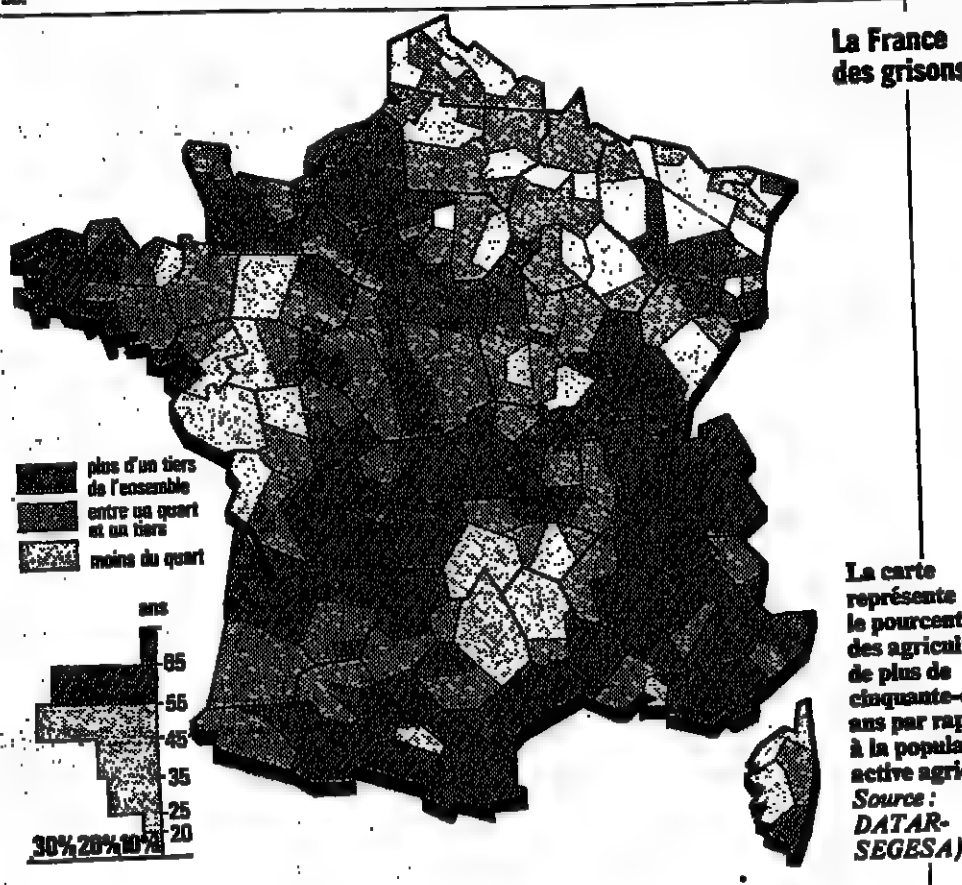 La France
des grisons
plus d'un tiers
de l'ensemble
entre un quart
et un tiers
moins du quart
ans
65
55
45
35
25
20
30% 20% 10%
La carte
représente
le pourcent
des agricul
de plus de
cinquante-
ans par rap
à la popula
active agri
Source :
DATAR-
SEGESA)